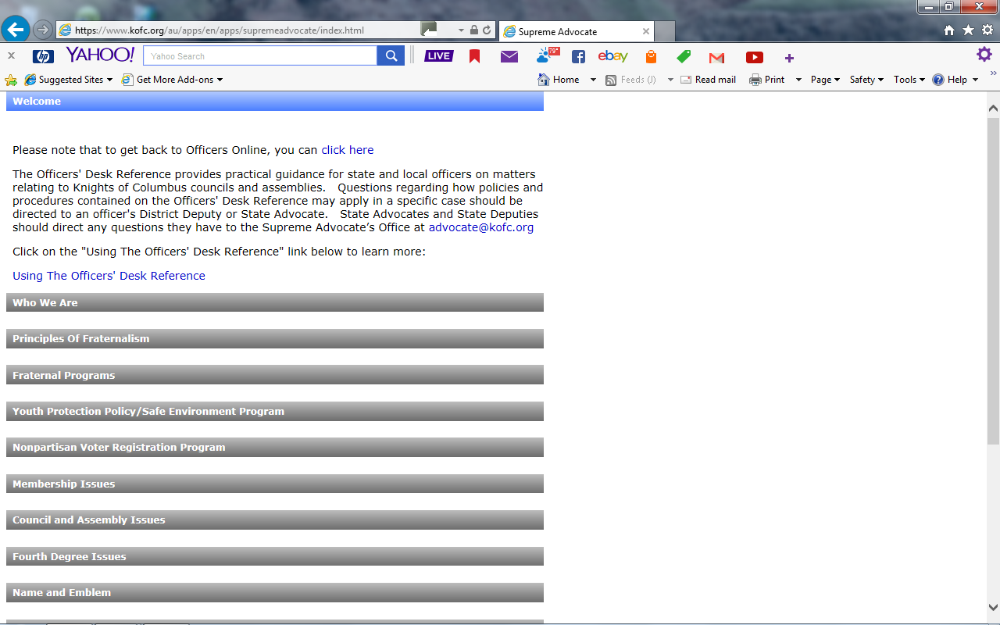 https://www.kofc.org/au/apps/en/apps/supremeadvocate/index.html
Supreme Advocate
hp YAHOO! Yahoo Search LIVE 79° ebay
Suggested Sites Get More Add-ons Home Feeds (J) Read mail Print Page Safety Tools Help
Welcome
Please note that to get back to Officers Online, you can click here
The Officers' Desk Reference provides practical guidance for state and local officers on matters
relating to Knights of Columbus councils and assemblies. Questions regarding how policies and
procedures contained on the Officers' Desk Reference may apply in a specific case should be
directed to an officer's District Deputy or State Advocate. State Advocates and State Deputies
should direct any questions they have to the Supreme Advocate’s Office at advocate@kofc.org
Click on the "Using The Officers' Desk Reference" link below to learn more:
Using The Officers' Desk Reference
Who We Are
Principles Of Fraternalism
Fraternal Programs
Youth Protection Policy/Safe Environment Program
Nonpartisan Voter Registration Program
Membership Issues
Council and Assembly Issues
Fourth Degree Issues
Name and Emblem